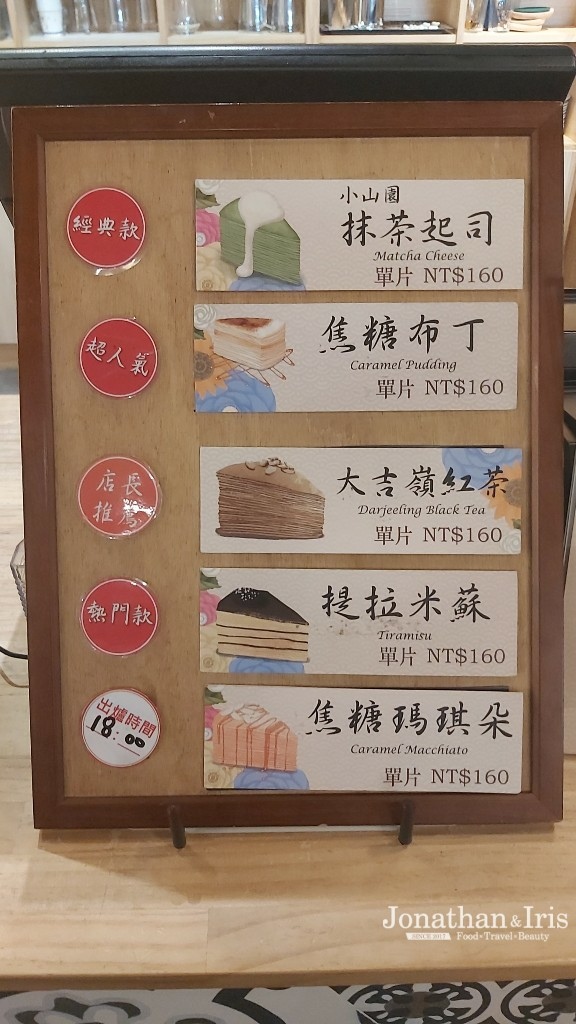 經典款
小山園
抹茶起司
Matcha Cheese
單片 NT$160
超人氣
焦糖布丁
Caramel Pudding
單片 NT$160
店長
推薦
大吉嶺紅茶
Darjeeling Black Tea
單片 NT$160
熱門款
提拉米蘇
Tiramisu
單片 NT$160
出爐時間
18:00
焦糖瑪琪朵
Caramel Macchiato
單片 NT$160
Jonathan & Iris
SINCE 2017
Food•Travel•Beauty